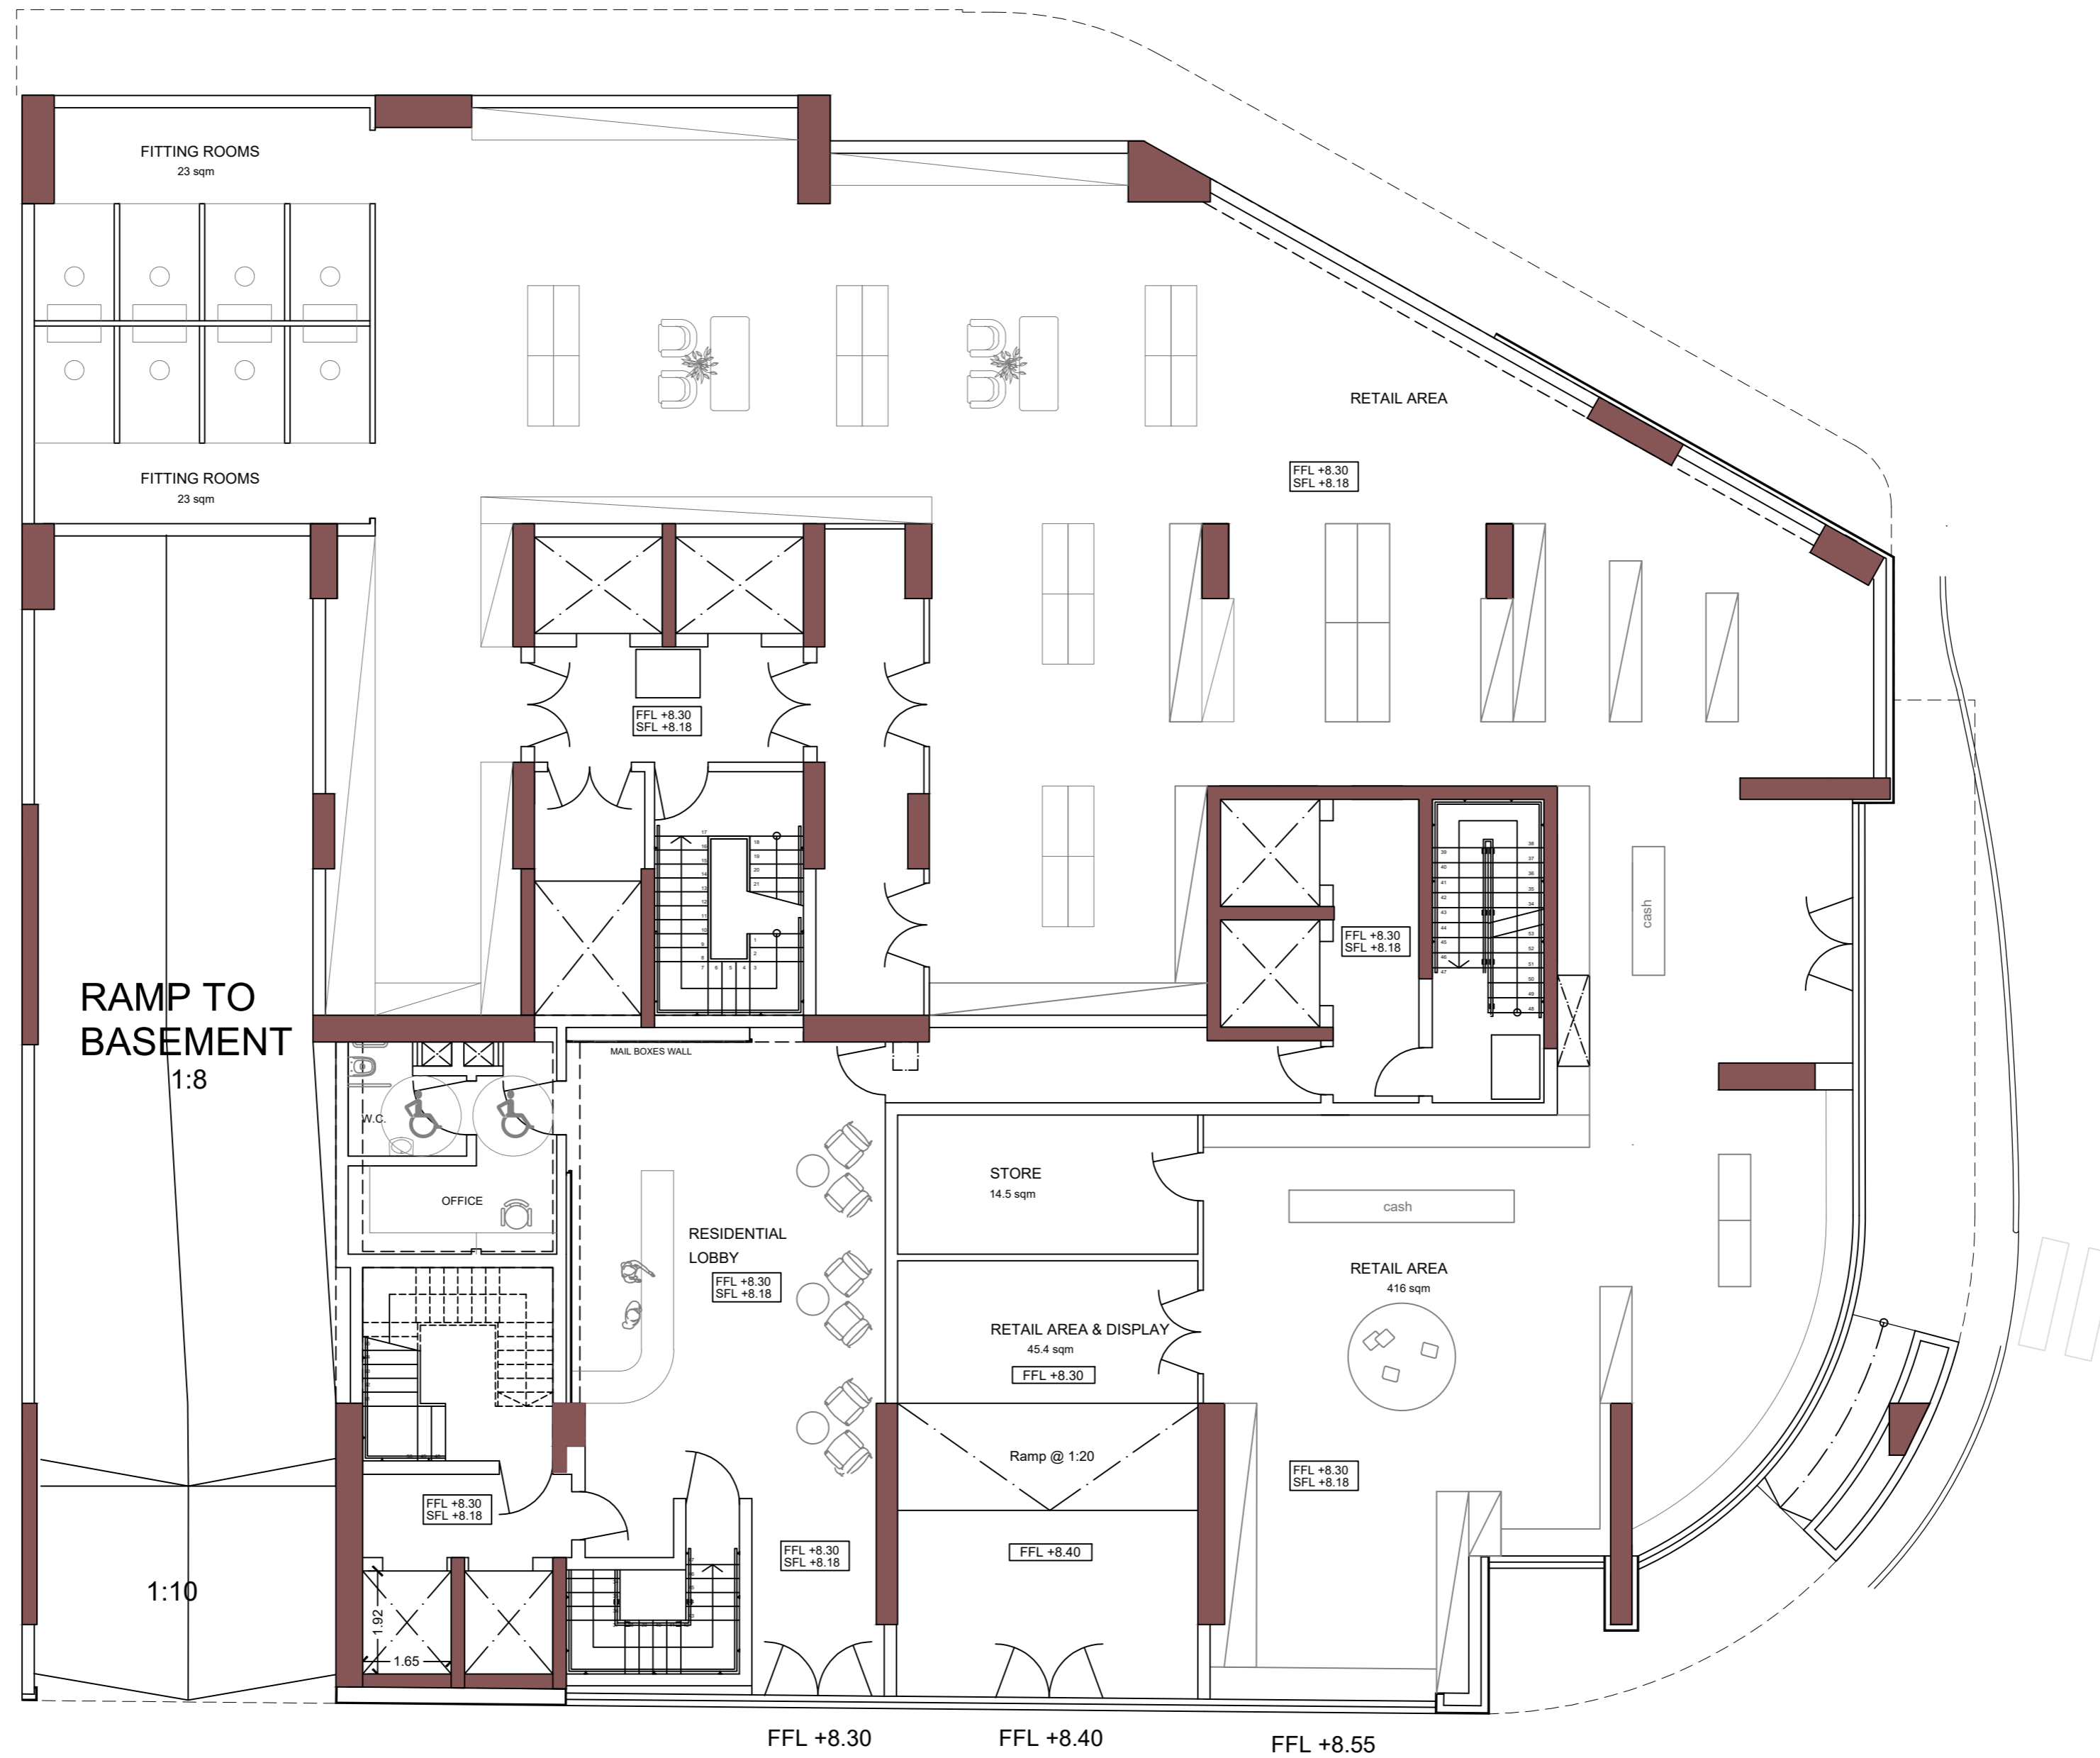 FITTING ROOMS
23 sqm
RETAIL AREA
FFL +8.30
SFL +8.18
FITTING ROOMS
23 sqm
FFL +8.30
SFL +8.18
cash
FFL +8.30
SFL +8.18
RAMP TO
BASEMENT
1:8
MAIL BOXES WALL
W.C.
OFFICE
STORE
14.5 sqm
cash
RESIDENTIAL
LOBBY
FFL +8.30
SFL +8.18
RETAIL AREA
416 sqm
RETAIL AREA & DISPLAY
45.4 sqm
FFL +8.30
Ramp @ 1:20
FFL +8.30
SFL +8.18
FFL +8.30
SFL +8.18
FFL +8.30
SFL +8.18
FFL +8.40
1:10
1.92
1.65
FFL +8.30
FFL +8.40
FFL +8.55